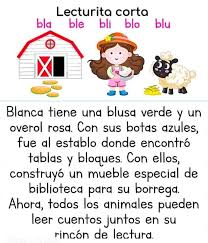 Lecturita corta
bla ble bli blo blu
Blanca tiene una blusa verde y un
overol rosa. Con sus botas azules,
fue al establo donde encontró
tablas y bloques. Con ellos,
construyó un mueble especial de
biblioteca para su borrega.
Ahora, todos los animales pueden
leer cuentos juntos en su
rincón de lectura.